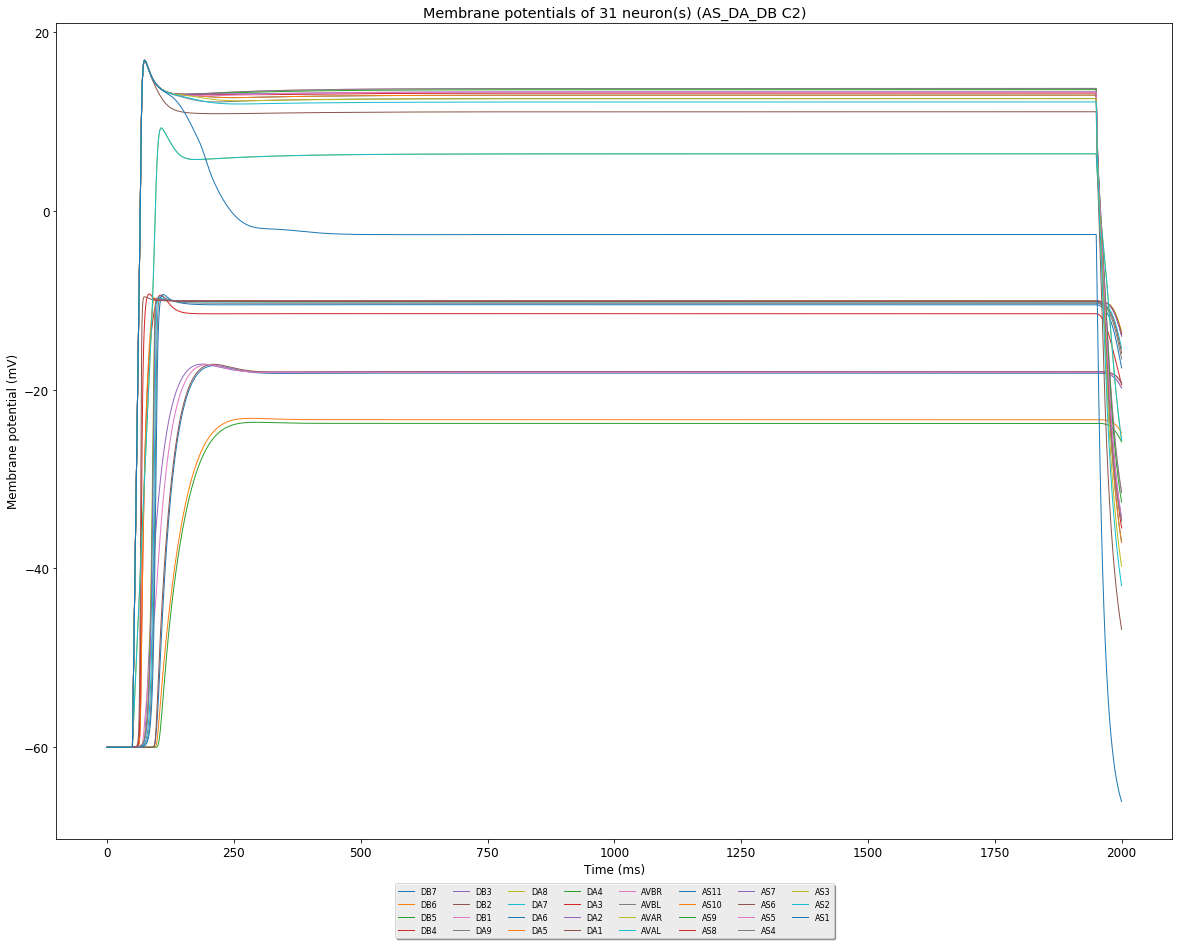 Membrane potentials of 31 neuron(s) (AS_DA_DB C2)
20
0
−20
−40
−60
Membrane potential (mV)
0 250 500 750 1000 1250 1500 1750 2000
Time (ms)
DB7 DB3 DA8 DA4 AVBR AS11 AS7 AS3
DB6 DB2 DA7 DA3 AVBL AS10 AS6 AS2
DB5 DB1 DA6 DA2 AVAR AS9 AS5 AS1
DB4 DA9 DA5 DA1 AVAL AS8 AS4